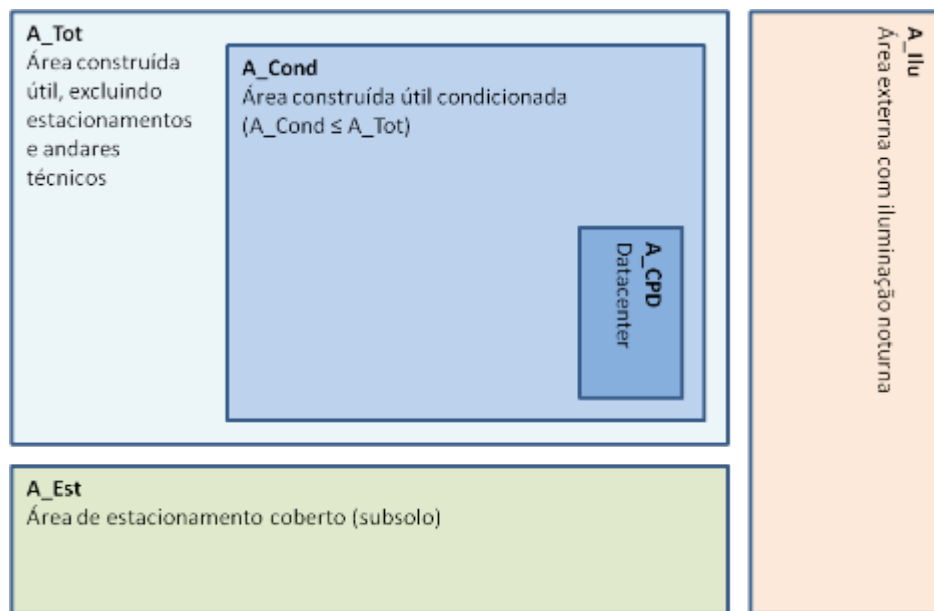 A_Tot
Área construída
útil, excluindo
estacionamentos
e andares
técnicos
A_Cond
Área construída útil condicionada
(A_Cond ≤ A_Tot)
A_CPD
Datacenter
A_Est
Área de estacionamento coberto (subsolo)
A_Ilu
Área externa com iluminação noturna